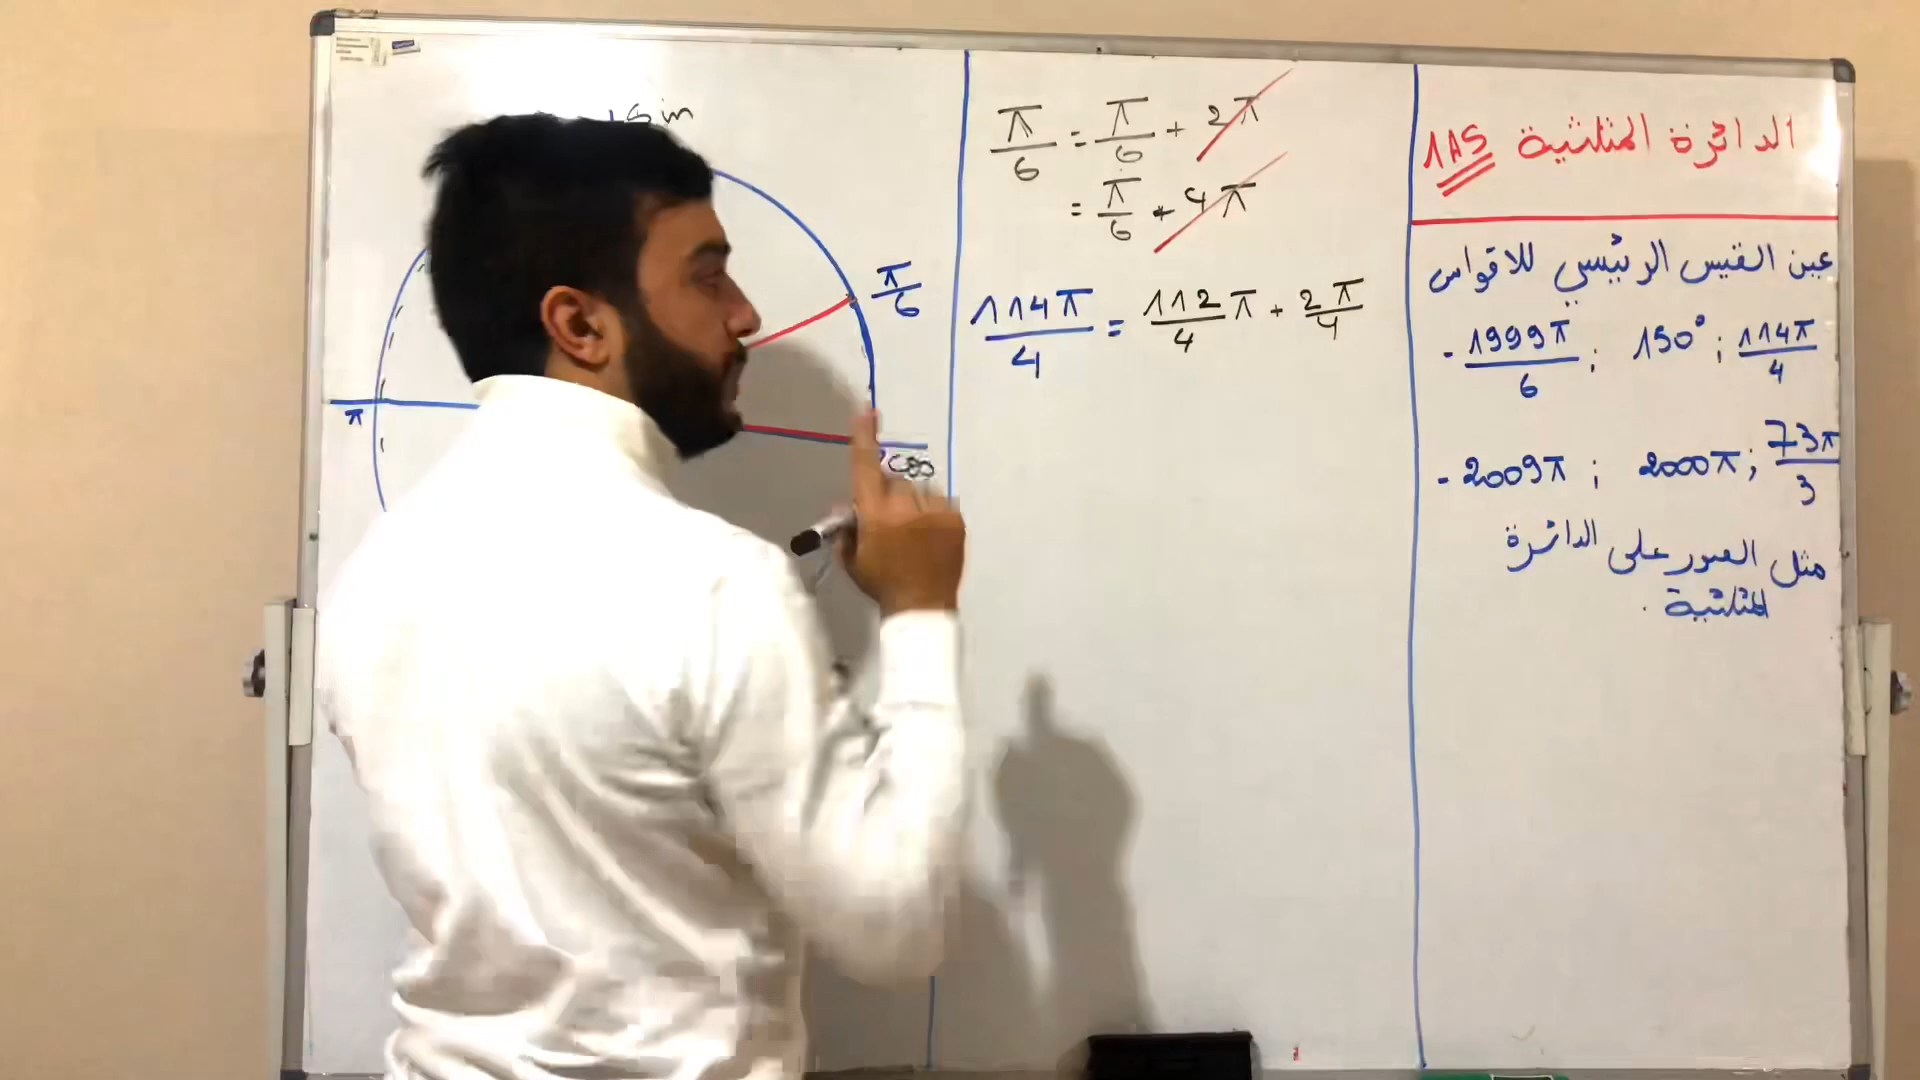 الدائرة المثلثية 1AS
عين القيس الرئيسي للاقواس
-1999π/6 ; 150° ; 114π/4
-2009π ; 2000π ; 73π/3
مثل الصور على الدائرة
المثلثية .
π/6 = π/6 + 2π
= π/6 + 4π
114π/4 = 112/4 π + 2π/4
sin
π/6
π
cos